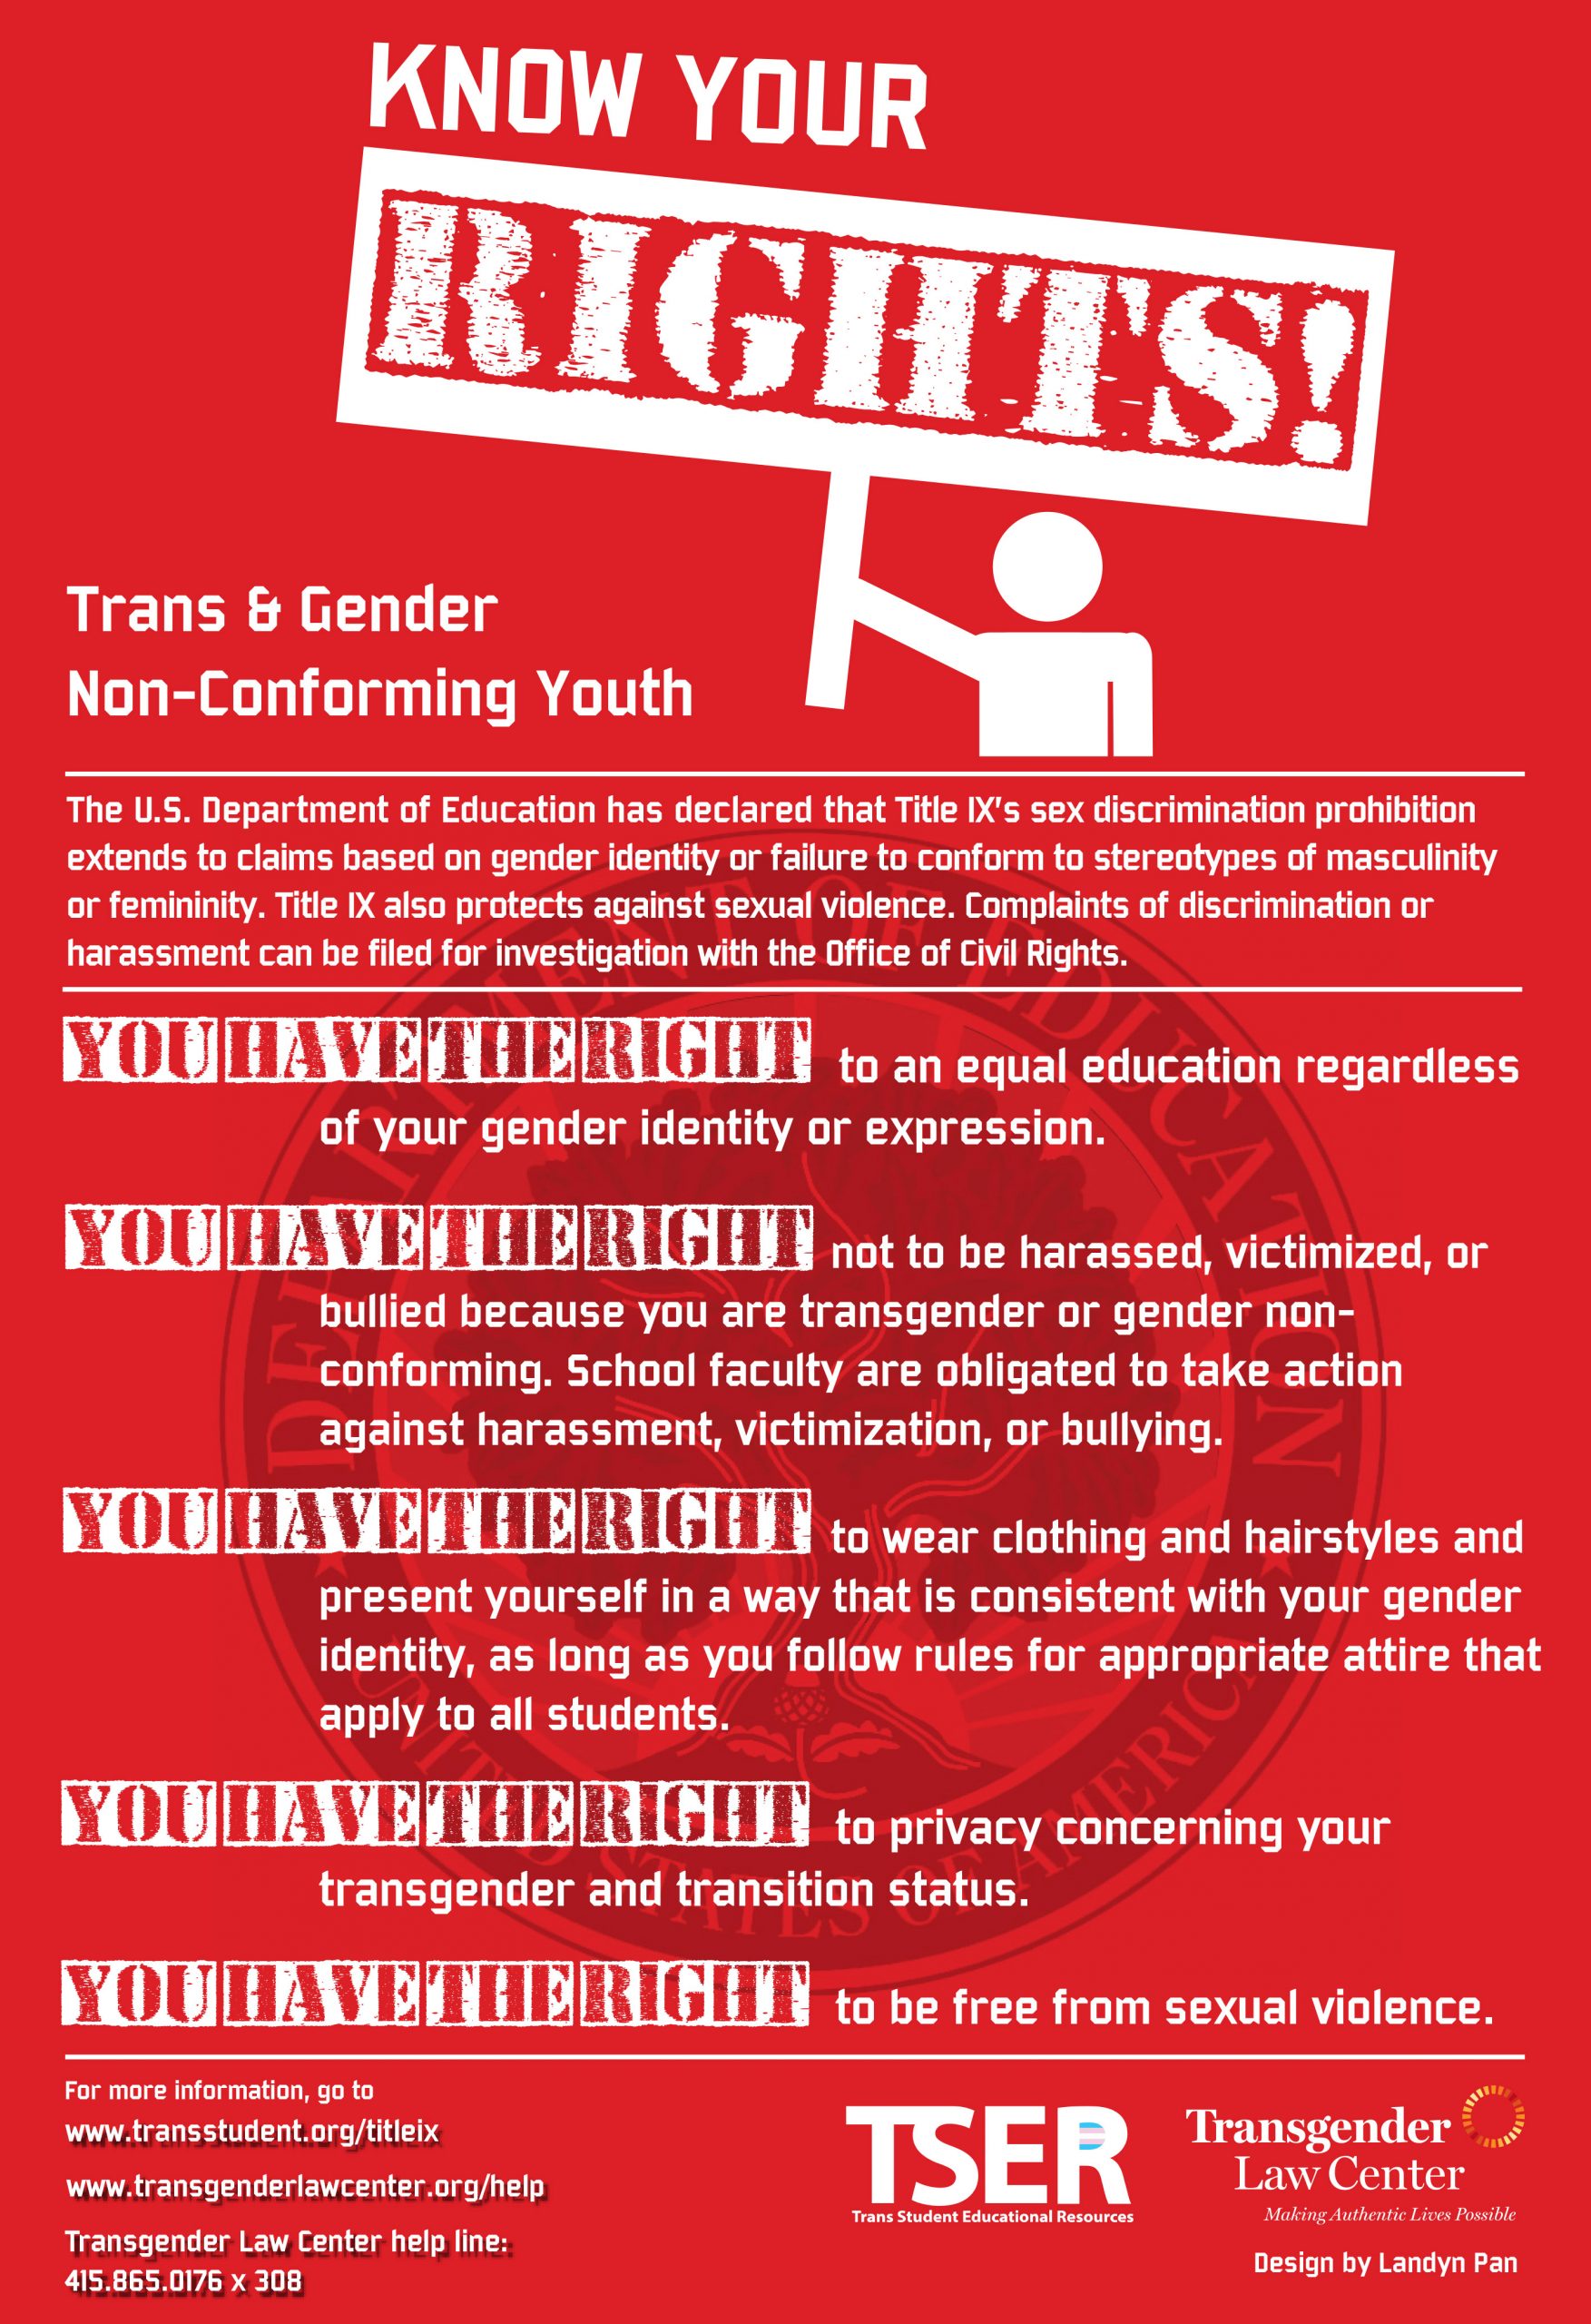 KNOW YOUR
RIGHTS!
Trans & Gender
Non-Conforming Youth
The U.S. Department of Education has declared that Title IX's sex discrimination prohibition
extends to claims based on gender identity or failure to conform to stereotypes of masculinity
or femininity. Title IX also protects against sexual violence. Complaints of discrimination or
harassment can be filed for investigation with the Office of Civil Rights.
YOU HAVE THE RIGHT to an equal education regardless
of your gender identity or expression.
YOU HAVE THE RIGHT not to be harassed, victimized, or
bullied because you are transgender or gender non-
conforming. School faculty are obligated to take action
against harassment, victimization, or bullying.
YOU HAVE THE RIGHT to wear clothing and hairstyles and
present yourself in a way that is consistent with your gender
identity, as long as you follow rules for appropriate attire that
apply to all students.
YOU HAVE THE RIGHT to privacy concerning your
transgender and transition status.
YOU HAVE THE RIGHT to be free from sexual violence.
DEPARTMENT OF EDUCATION
UNITED STATES OF AMERICA
For more information, go to
www.transstudent.org/titleix
www.transgenderlawcenter.org/help
Transgender Law Center help line:
415.865.0176 x 308
TSER
Trans Student Educational Resources
Transgender
Law Center
Making Authentic Lives Possible
Design by Landyn Pan